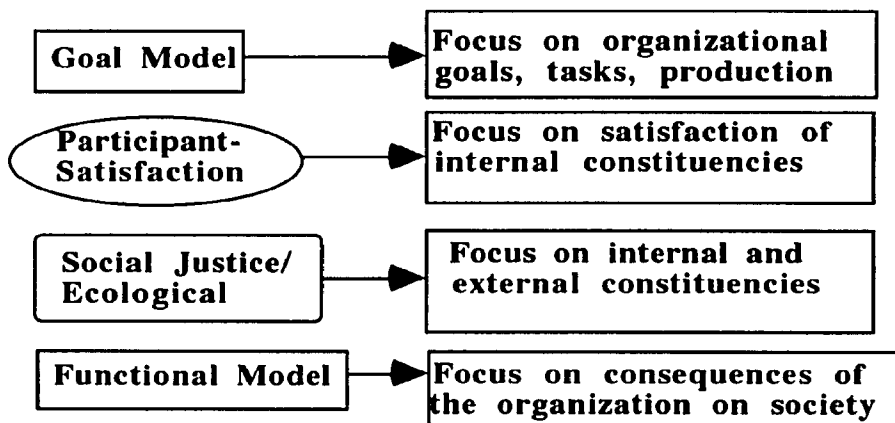 Goal Model
Focus on organizational
goals, tasks, production
Participant-
Satisfaction
Focus on satisfaction of
internal constituencies
Social Justice/
Ecological
Focus on internal and
external constituencies
Functional Model
Focus on consequences of
the organization on society